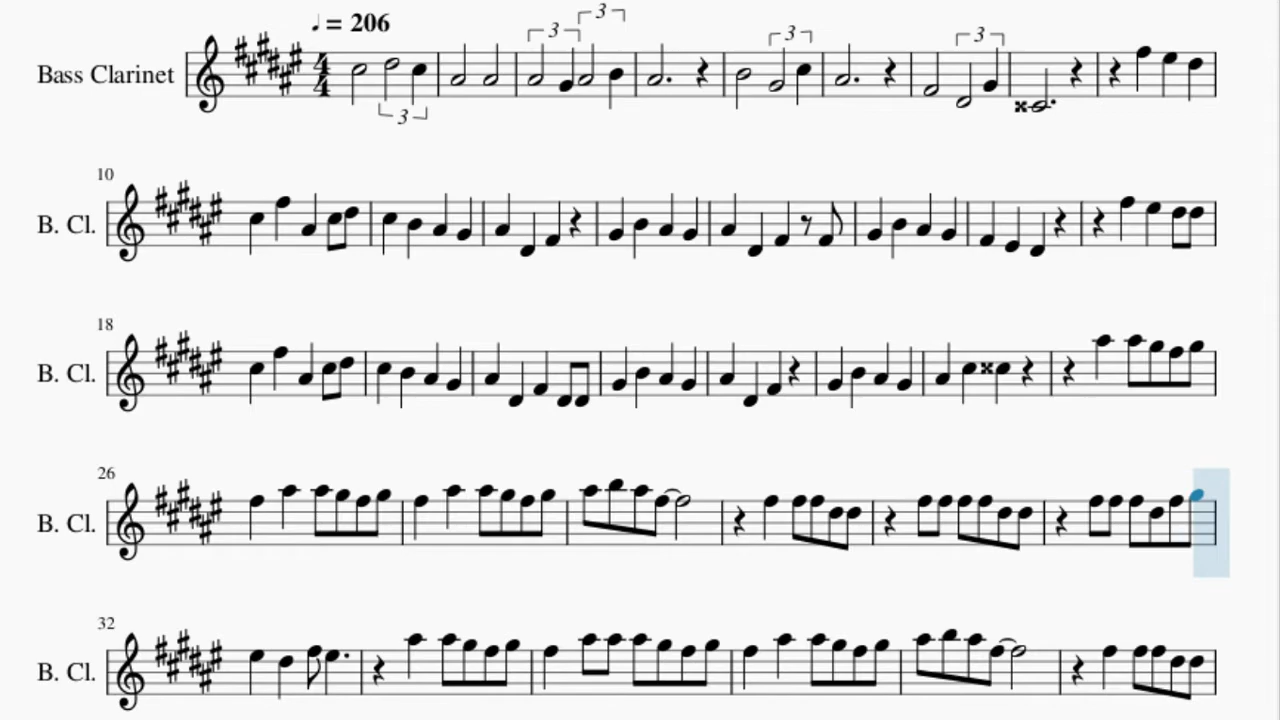 ♩ = 206
3
3 3 3 3
4
4
Bass Clarinet
3
10
B. Cl.
18
B. Cl.
26
B. Cl.
32
B. Cl.